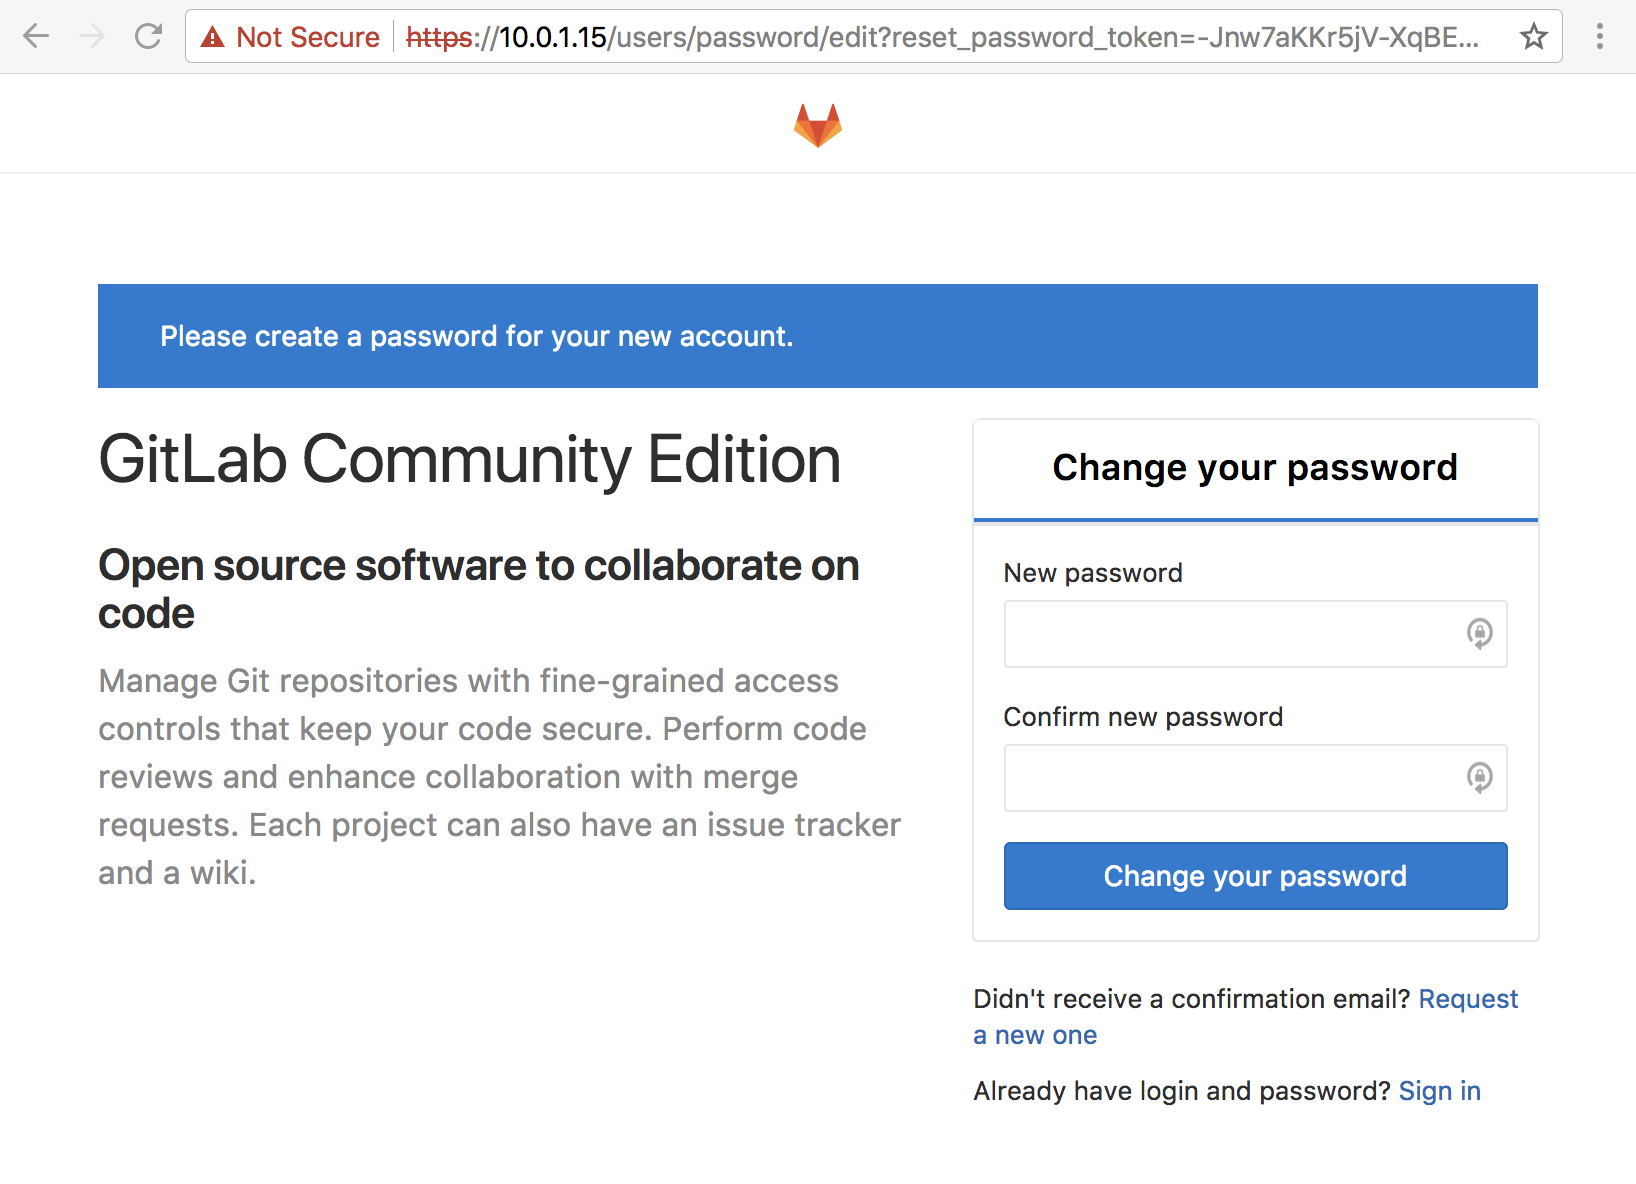 Not Secure https://10.0.1.15/users/password/edit?reset_password_token=-Jnw7aKKr5jV-XqBE...
Please create a password for your new account.
GitLab Community Edition
Open source software to collaborate on
code
Manage Git repositories with fine-grained access
controls that keep your code secure. Perform code
reviews and enhance collaboration with merge
requests. Each project can also have an issue tracker
and a wiki.
Change your password
New password
Confirm new password
Change your password
Didn't receive a confirmation email? Request
a new one
Already have login and password? Sign in